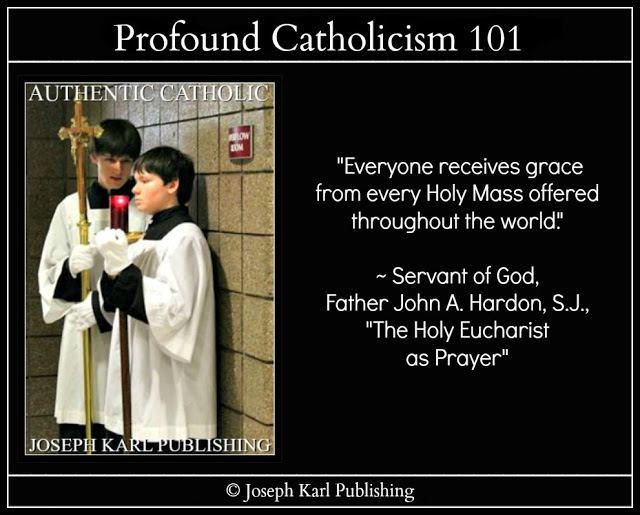 Profound Catholicism 101
AUTHENTIC CATHOLIC
JOSEPH KARL PUBLISHING
"Everyone receives grace
from every Holy Mass offered
throughout the world."
~ Servant of God,
Father John A. Hardon, S.J.,
"The Holy Eucharist
as Prayer"
© Joseph Karl Publishing